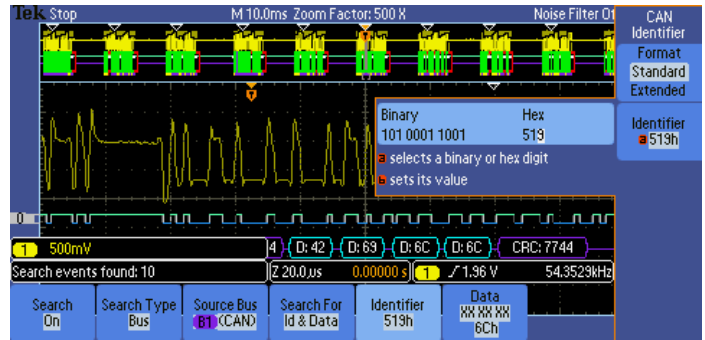 Tek Stop M 10.0ms Zoom Factor: 500 X Noise Filter Of
CAN
Identifier
Format
Standard
Extended
Identifier
a 519h
T
T
Binary Hex
101 0001 1001 519
a selects a binary or hex digit
b sets its value
0
1 500mV
4 D: 42 D: 69 D: 6C D: 6C CRC: 7744
Search events found: 10 Z 20.0µs 0.00000 s 1 1.96 V 54.3529kHz
Search
On
Search Type
Bus
Source Bus
B1 (CAN)
Search For
Id & Data
Identifier
519h
Data
XX XX XX
6Ch